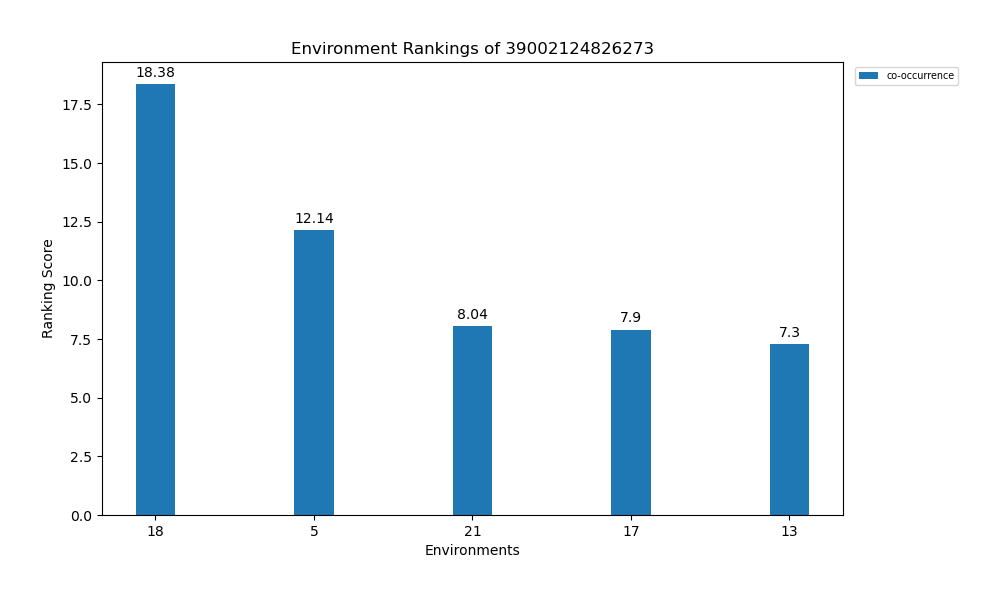 Environment Rankings of 39002124826273
co-occurrence
18.38
12.14
8.04
7.9
7.3
Ranking Score
17.5
15.0
12.5
10.0
7.5
5.0
2.5
0.0
18 5 21 17 13
Environments